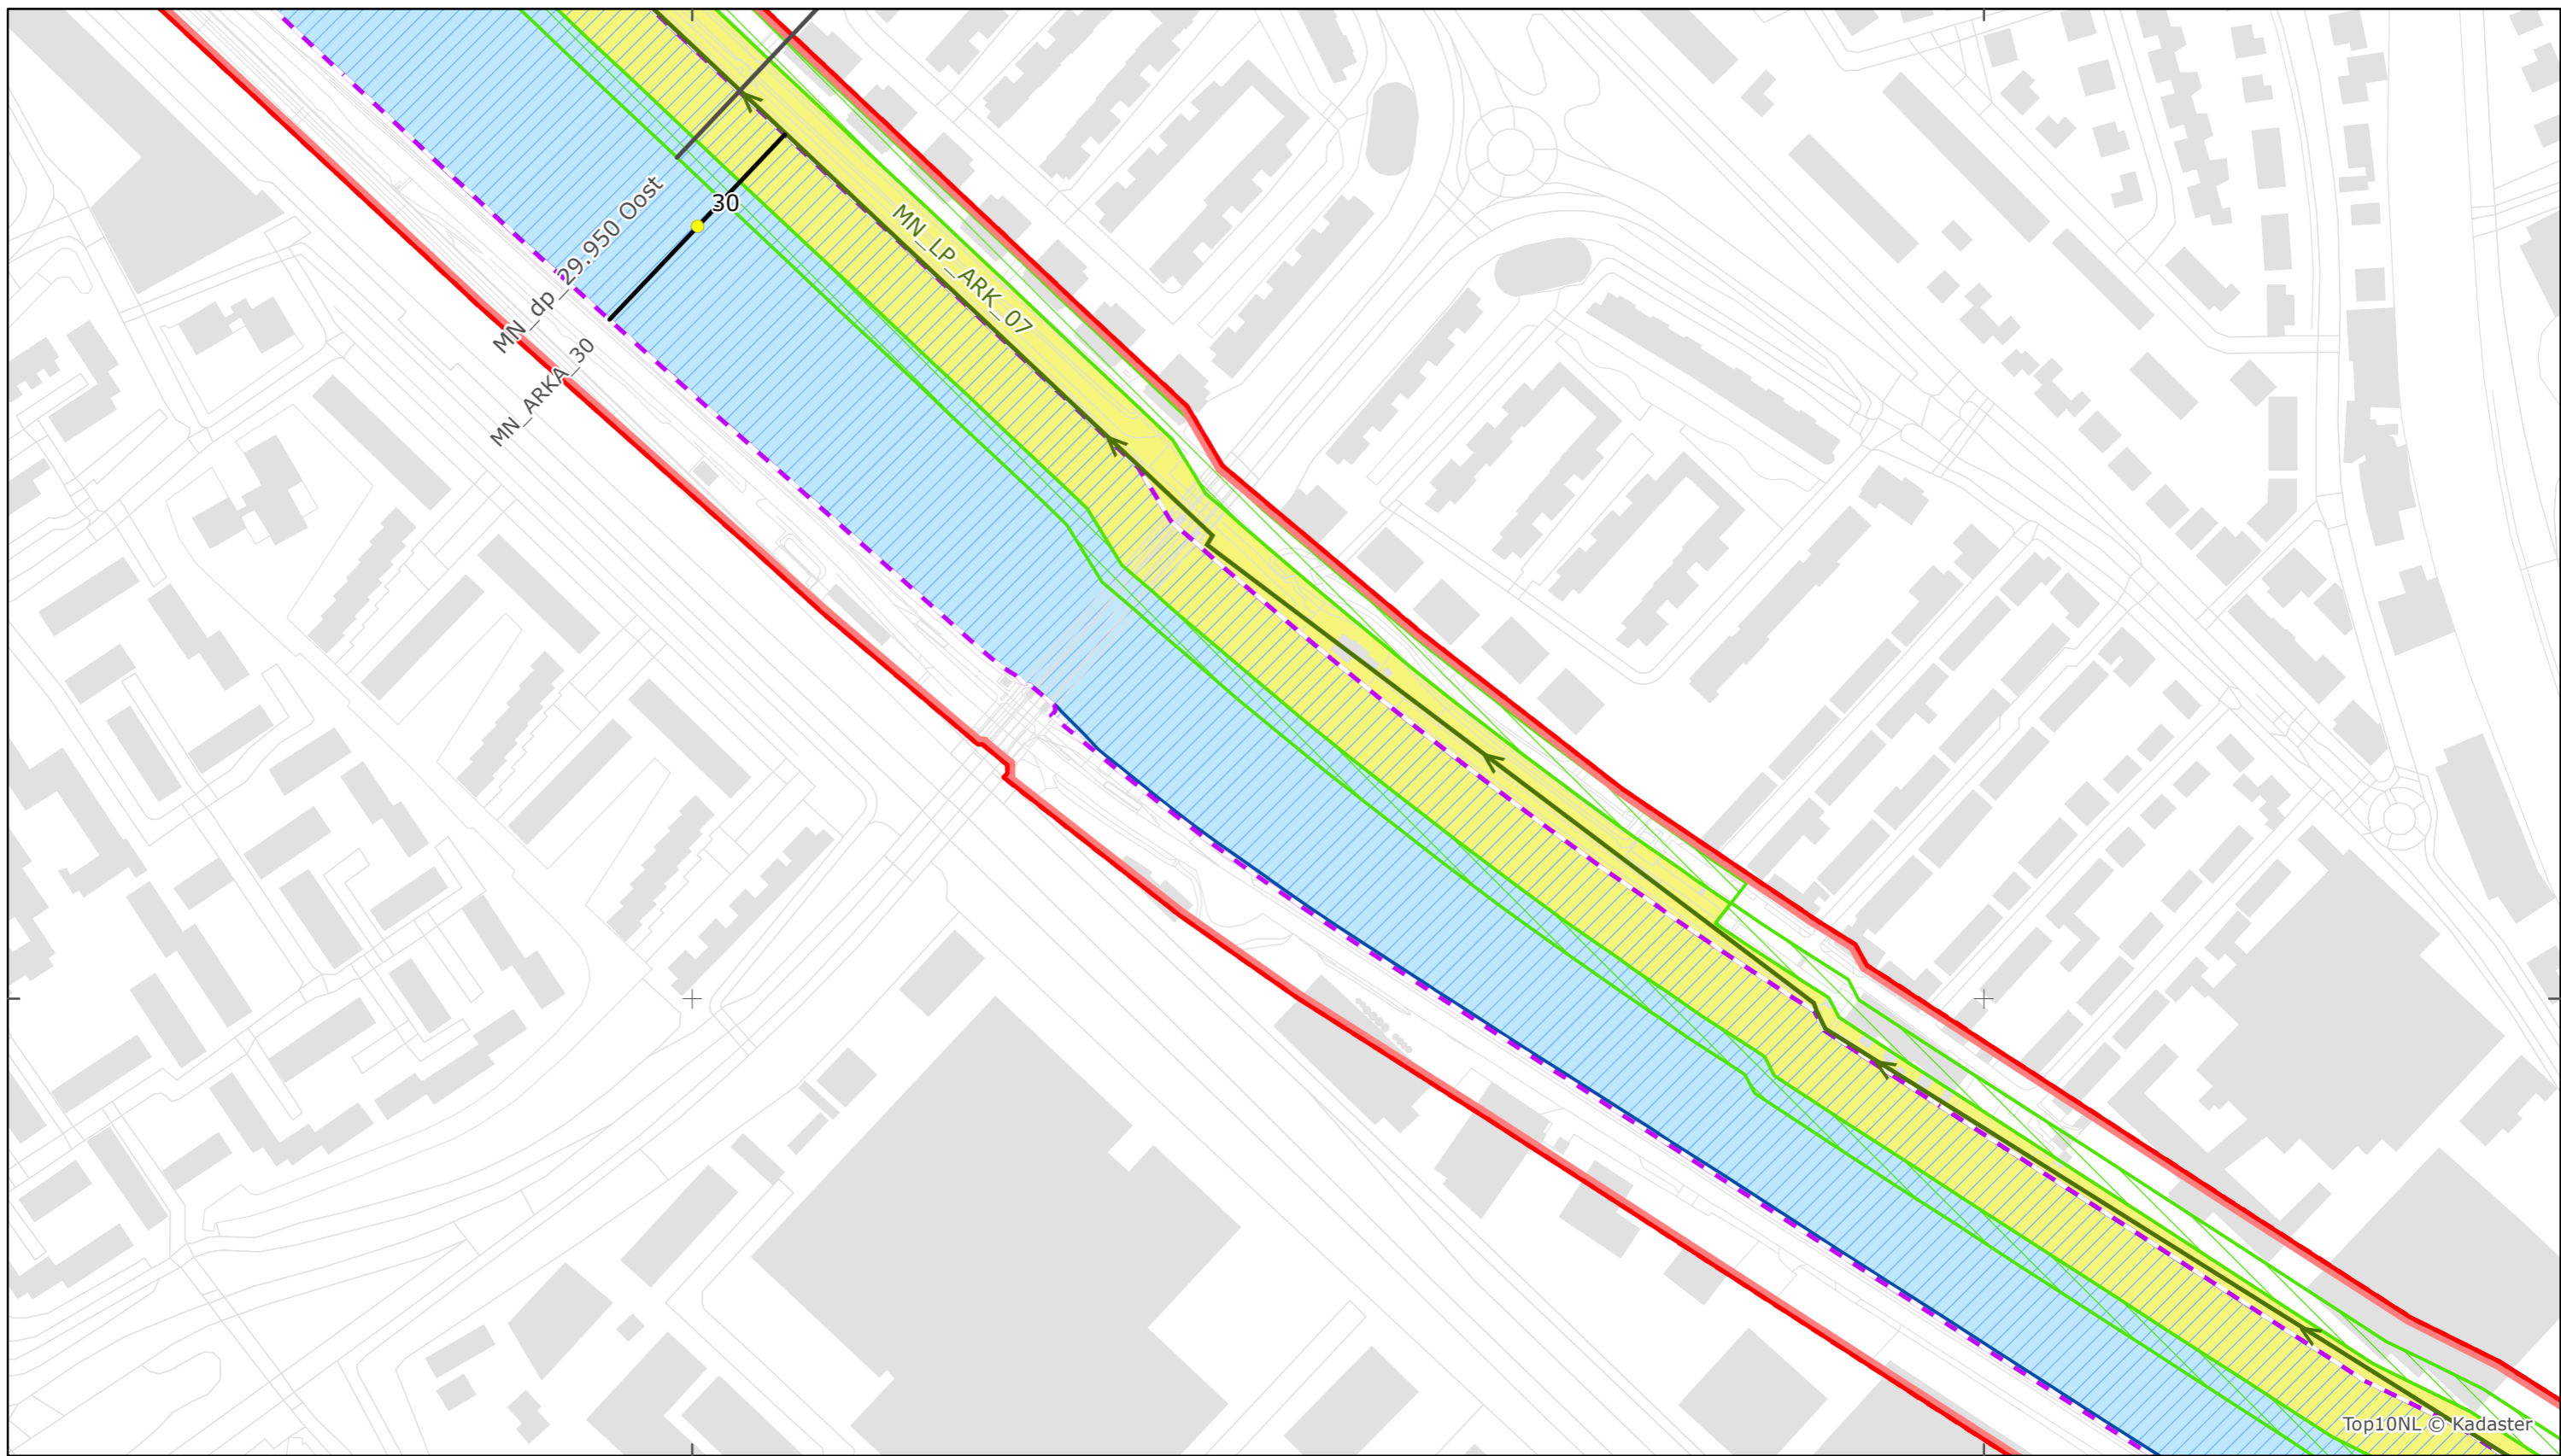 30
MN_dp_29.950 Oost
MN_LP_ARK_07
MN_ARKA_30
Top10NL © Kadaster